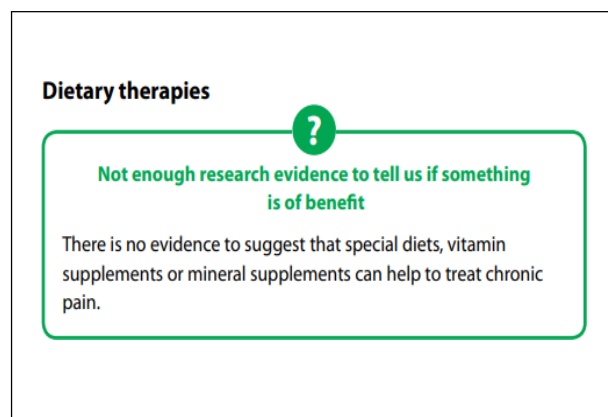 Dietary therapies
?
Not enough research evidence to tell us if something
is of benefit
There is no evidence to suggest that special diets, vitamin
supplements or mineral supplements can help to treat chronic
pain.